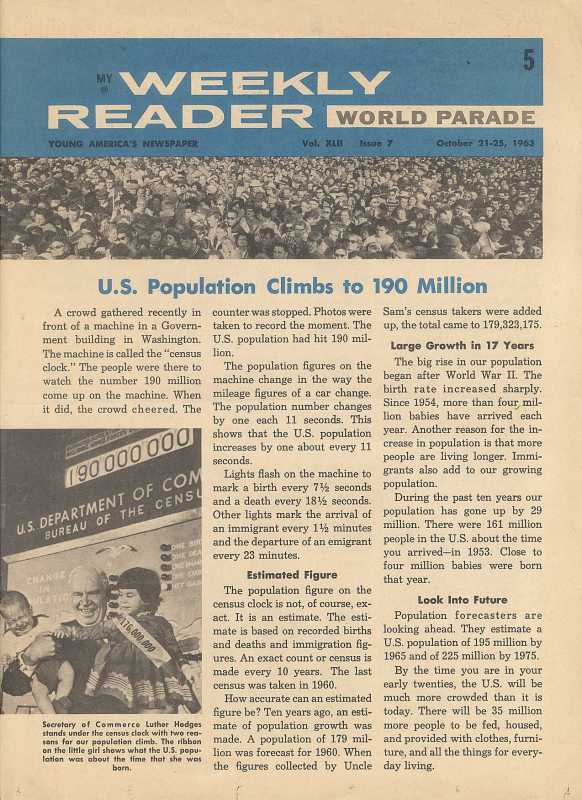 5
MY
WEEKLY
READER WORLD PARADE
YOUNG AMERICA'S NEWSPAPER Vol. XLII Issue 7 October 21-25, 1963
U.S. Population Climbs to 190 Million
A crowd gathered recently in
front of a machine in a Govern-
ment building in Washington.
The machine is called the "census
clock." The people were there to
watch the number 190 million
come up on the machine. When
it did, the crowd cheered. The
190000000
U.S. DEPARTMENT OF COM
BUREAU OF THE CENSU
CHANGE IN
116,000,000
Secretary of Commerce Luther Hodges
stands under the census clock with two rea-
sons for our population climb. The ribbon
on the little girl shows what the U.S. popu-
lation was about the time that she was
born.
counter was stopped. Photos were
taken to record the moment. The
U.S. population had hit 190 mil-
lion.
The population figures on the
machine change in the way the
mileage figures of a car change.
The population number changes
by one each 11 seconds. This
shows that the U.S. population
increases by one about every 11
seconds.
Lights flash on the machine to
mark a birth every 7½ seconds
and a death every 18½ seconds.
Other lights mark the arrival of
an immigrant every 1½ minutes
and the departure of an emigrant
every 23 minutes.
Estimated Figure
The population figure on the
census clock is not, of course, ex-
act. It is an estimate. The esti-
mate is based on recorded births
and deaths and immigration fig-
ures. An exact count or census is
made every 10 years. The last
census was taken in 1960.
How accurate can an estimated
figure be? Ten years ago, an esti-
mate of population growth was
made. A population of 179 mil-
lion was forecast for 1960. When
the figures collected by Uncle
Sam's census takers were added
up, the total came to 179,323,175.
Large Growth in 17 Years
The big rise in our population
began after World War II. The
birth rate increased sharply.
Since 1954, more than four mil-
lion babies have arrived each
year. Another reason for the in-
crease in population is that more
people are living longer. Immi-
grants also add to our growing
population.
During the past ten years our
population has gone up by 29
million. There were 161 million
people in the U.S. about the time
you arrived—in 1953. Close to
four million babies were born
that year.
Look Into Future
Population forecasters are
looking ahead. They estimate a
U.S. population of 195 million by
1965 and of 225 million by 1975.
By the time you are in your
early twenties, the U.S. will be
much more crowded than it is
today. There will be 35 million
more people to be fed, housed,
and provided with clothes, furni-
ture, and all the things for every-
day living.